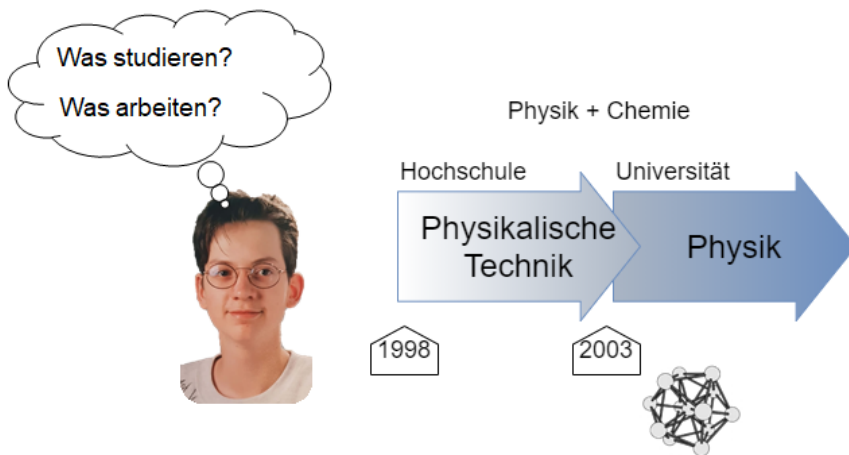 Was studieren?
Was arbeiten?
Physik + Chemie
Hochschule
Universität
Physikalische
Technik
Physik
1998
2003